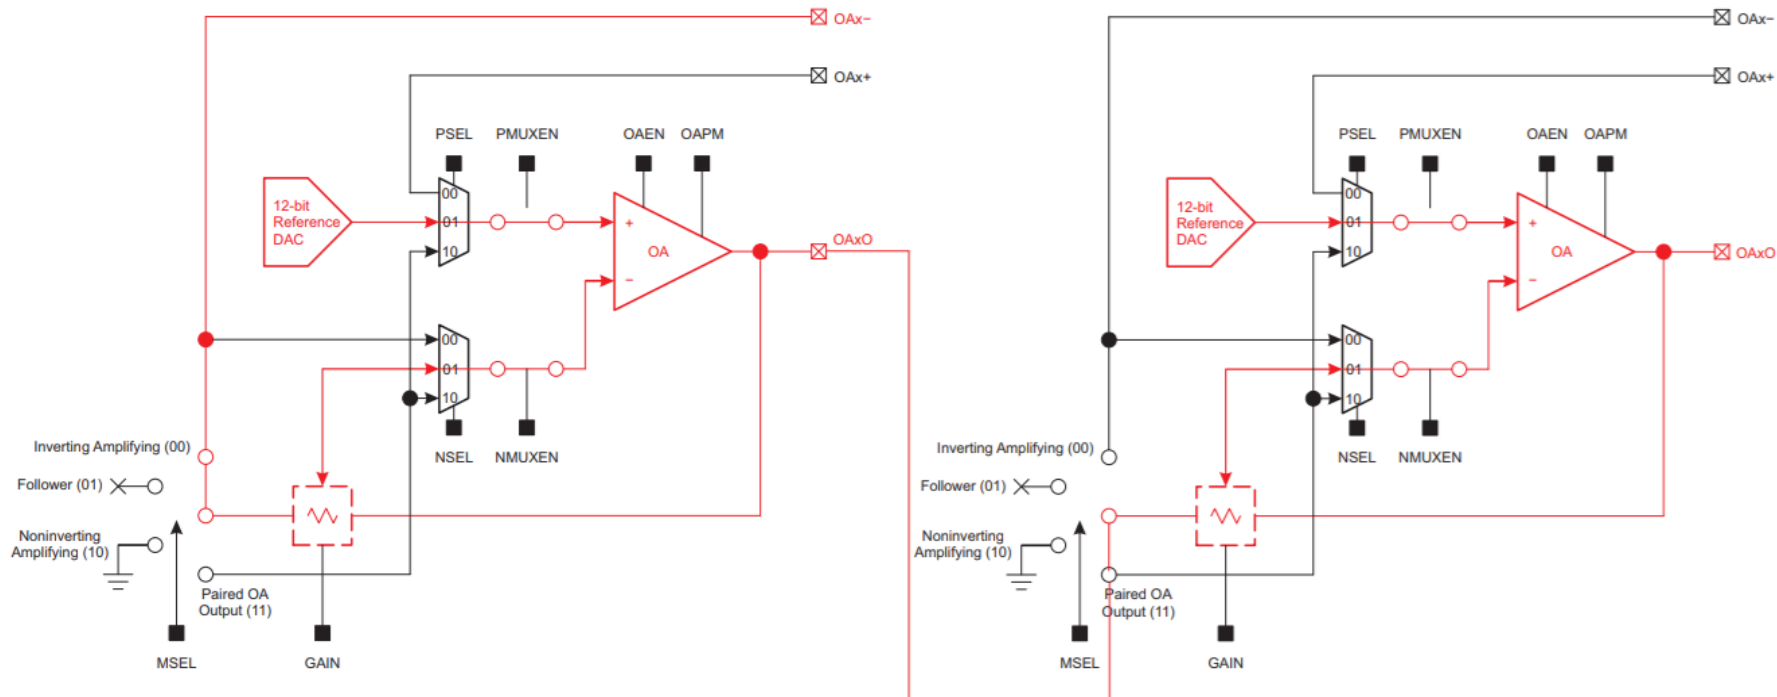 OAx−
OAx+
PSEL
PMUXEN
OAEN
OAPM
12-bit
Reference
DAC
00
01
10
+
−
OA
OAxO
00
01
10
NSEL
NMUXEN
Inverting Amplifying (00)
Follower (01)
Noninverting
Amplifying (10)
Paired OA
Output (11)
MSEL
GAIN
OAx−
OAx+
PSEL
PMUXEN
OAEN
OAPM
12-bit
Reference
DAC
00
01
10
+
−
OA
OAxO
00
01
10
NSEL
NMUXEN
Inverting Amplifying (00)
Follower (01)
Noninverting
Amplifying (10)
Paired OA
Output (11)
MSEL
GAIN